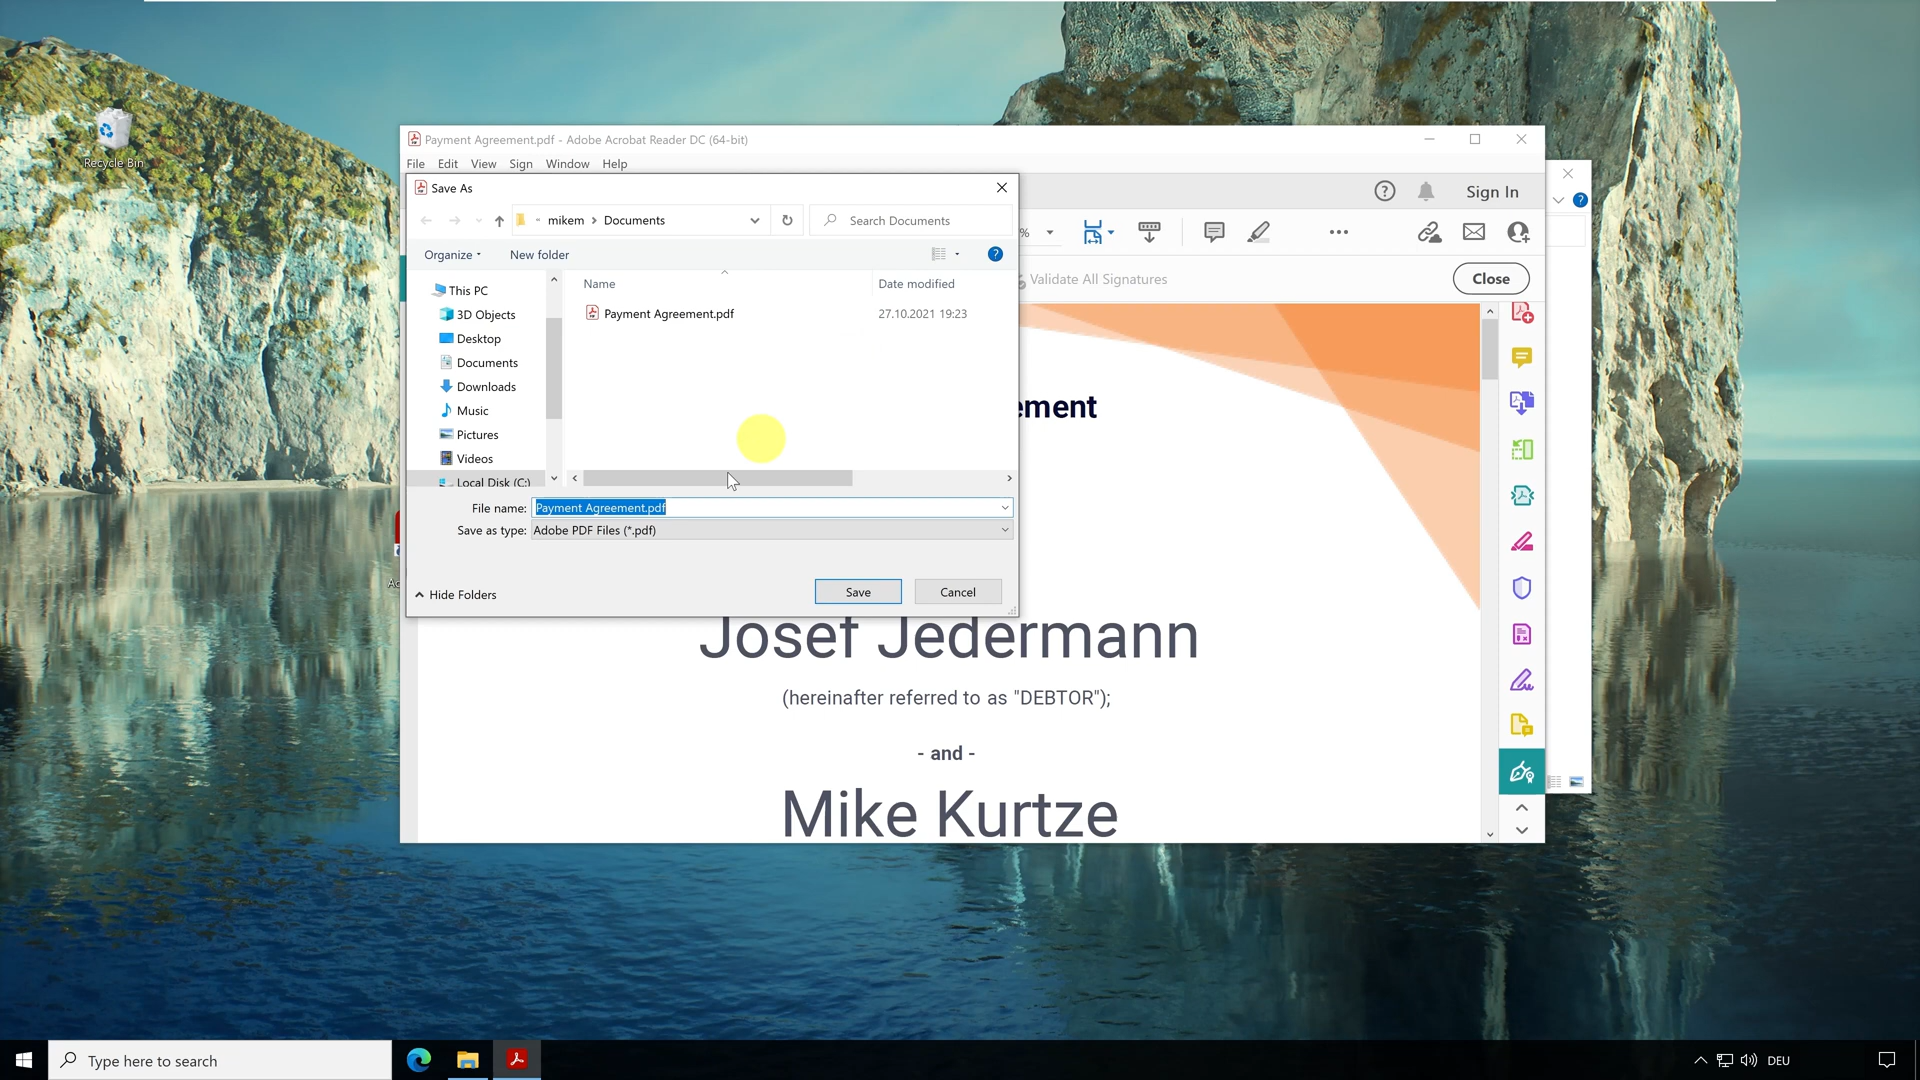 Recycle Bin
Payment Agreement.pdf - Adobe Acrobat Reader DC (64-bit)
File Edit View Sign Window Help
Save As
Sign In
« mikem > Documents
Search Documents
%
Organize
New folder
Validate All Signatures
Close
This PC
3D Objects
Desktop
Documents
Downloads
Music
Pictures
Videos
Local Disk (C:)
Name
Date modified
Payment Agreement.pdf
27.10.2021 19:23
ement
File name: Payment Agreement.pdf
Save as type: Adobe PDF Files (*.pdf)
Hide Folders
Save
Cancel
Josef Jedermann
(hereinafter referred to as "DEBTOR");
- and -
Mike Kurtze
Type here to search
DEU